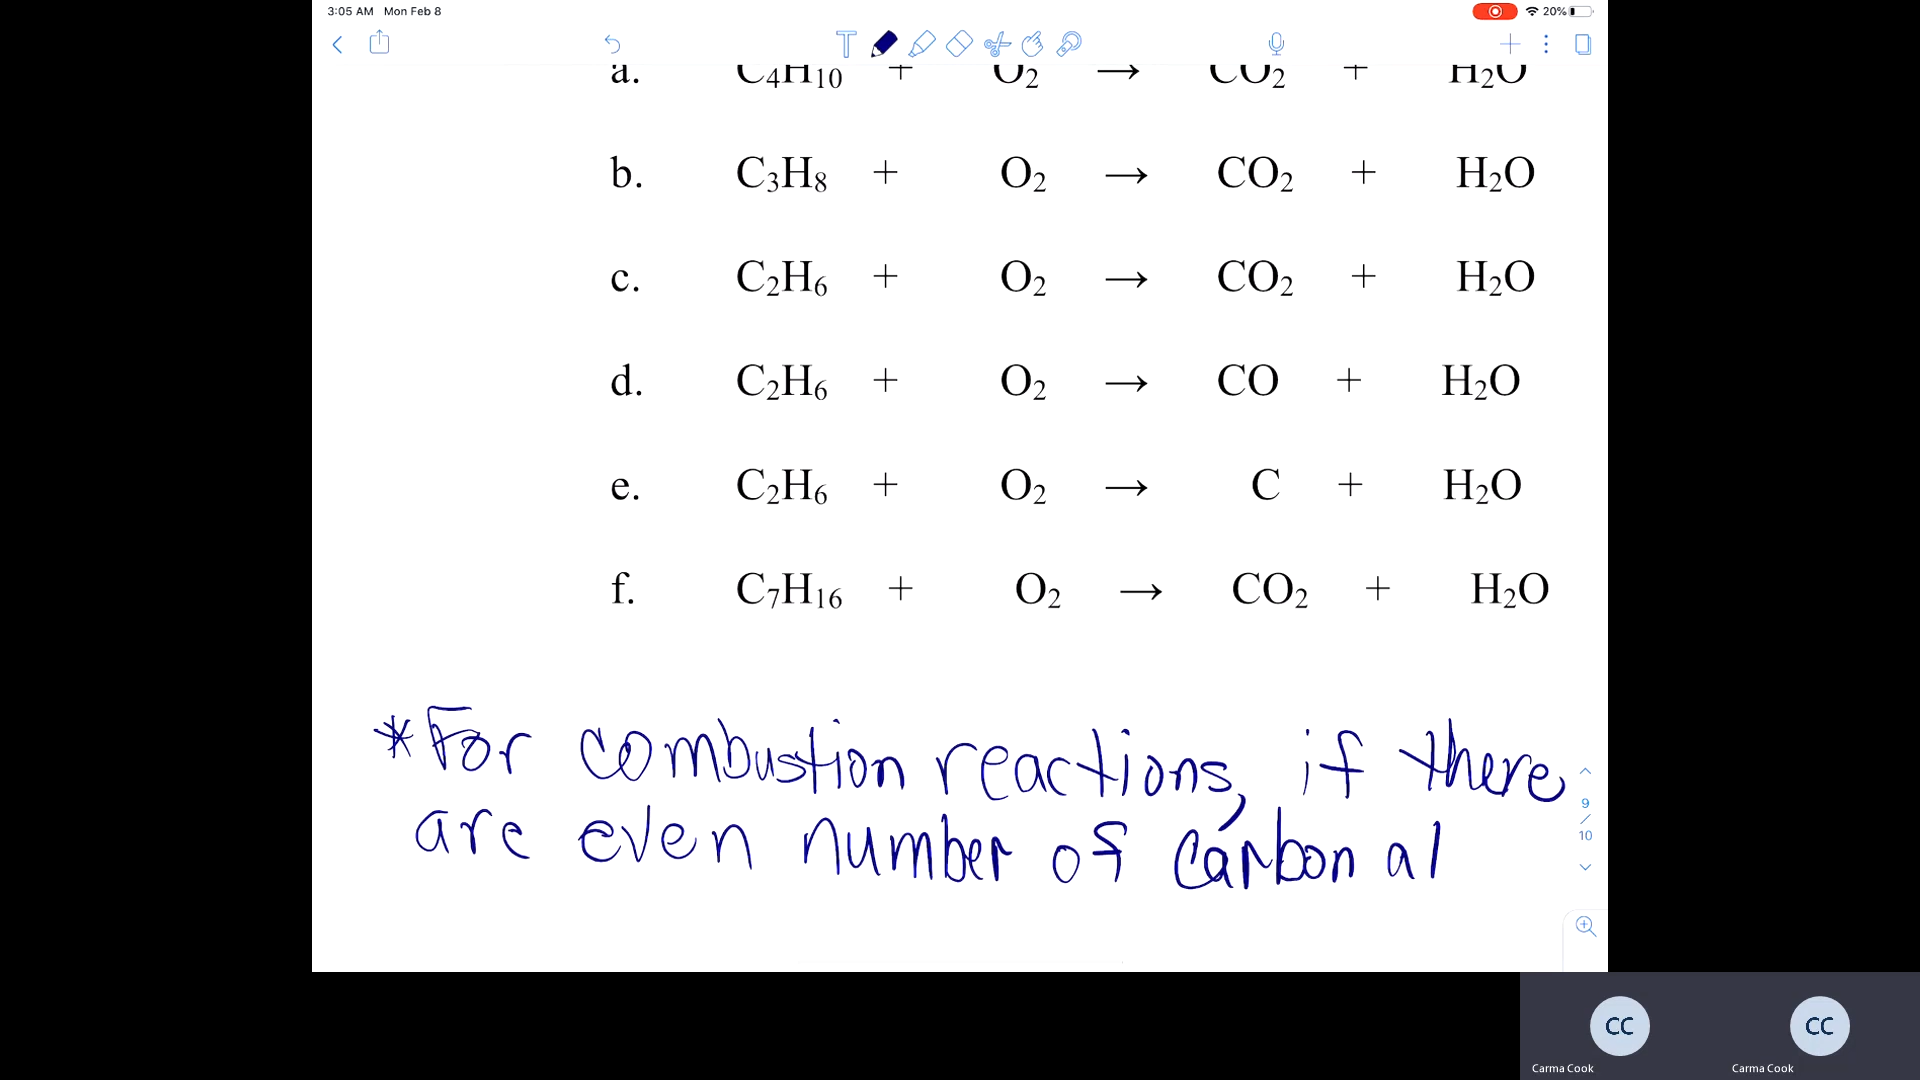 3:05 AM Mon Feb 8
20%
T
a. C₄H₁₀ + O₂ → CO₂ + H₂O
b. C₃H₈ + O₂ → CO₂ + H₂O
c. C₂H₆ + O₂ → CO₂ + H₂O
d. C₂H₆ + O₂ → CO + H₂O
e. C₂H₆ + O₂ → C + H₂O
f. C₇H₁₆ + O₂ → CO₂ + H₂O
*For combustion reactions, if there
are even number of carbon al
9
/
10
CC CC
Carma Cook Carma Cook